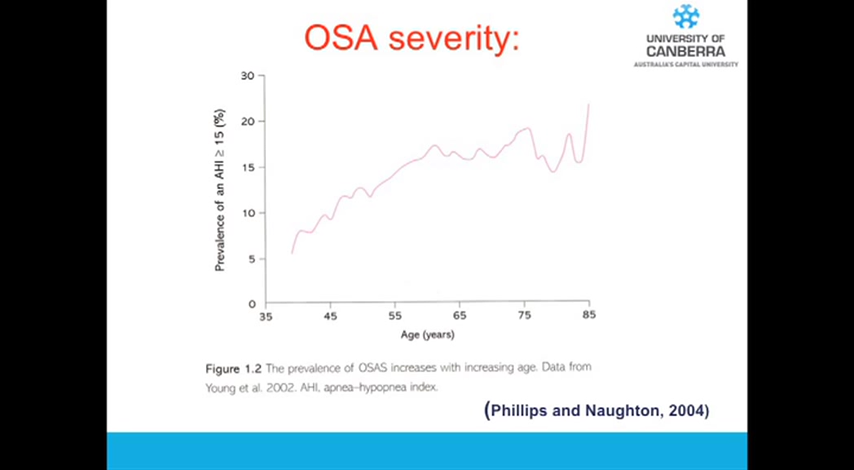 OSA severity:
UNIVERSITY OF
CANBERRA
AUSTRALIA'S CAPITAL UNIVERSITY
Prevalence of an AHI ≥ 15 (%)
30
20
15
10
5
0
35 45 55 65 75 85
Age (years)
Figure 1.2 The prevalence of OSAS increases with increasing age. Data from
Young et al. 2002. AHI, apnea–hypopnea index.
(Phillips and Naughton, 2004)